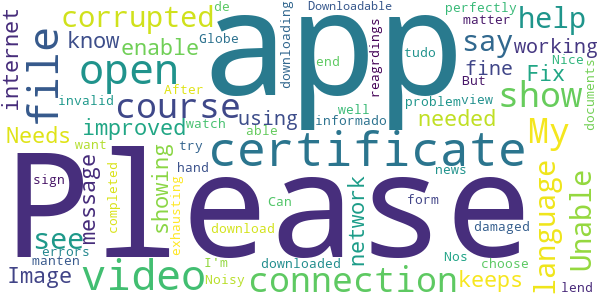 de
Downloadable
perfectly
corrupted
matter
help
internet
know
enable
Globe
downloading
app
end
reagrdings
tudo
say
But
Nice
file
open
fine
working
Fix
invalid
After
problem
view
show
documents
course
using
well
informado
needed
My
Needs
improved
watch
able
certificate
want
try
message
showing
hand
Please
network
news
language
Unable
sign
completed
exhausting
Can
form
damaged
see
download
errors
I'm
downloaded
Nos
choose
manten
Image
video
Noisy
connection
keeps
lend